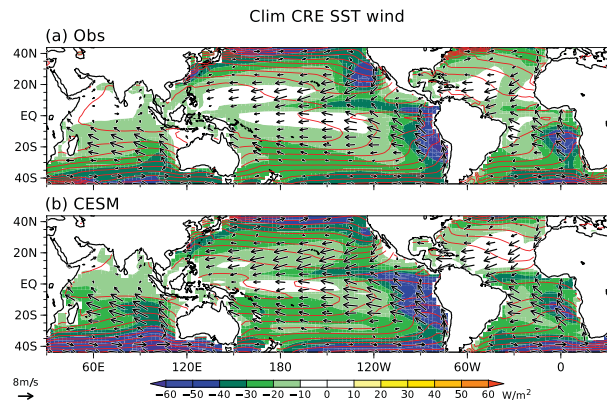 Clim CRE SST wind
(a) Obs
40N
20N
EQ
20S
40S
(b) CESM
40N
20N
EQ
20S
40S
60E 120E 180 120W 60W 0
8m/s
−60 −50 −40 −30 −20 −10 0 10 20 30 40 50 60 W/m²